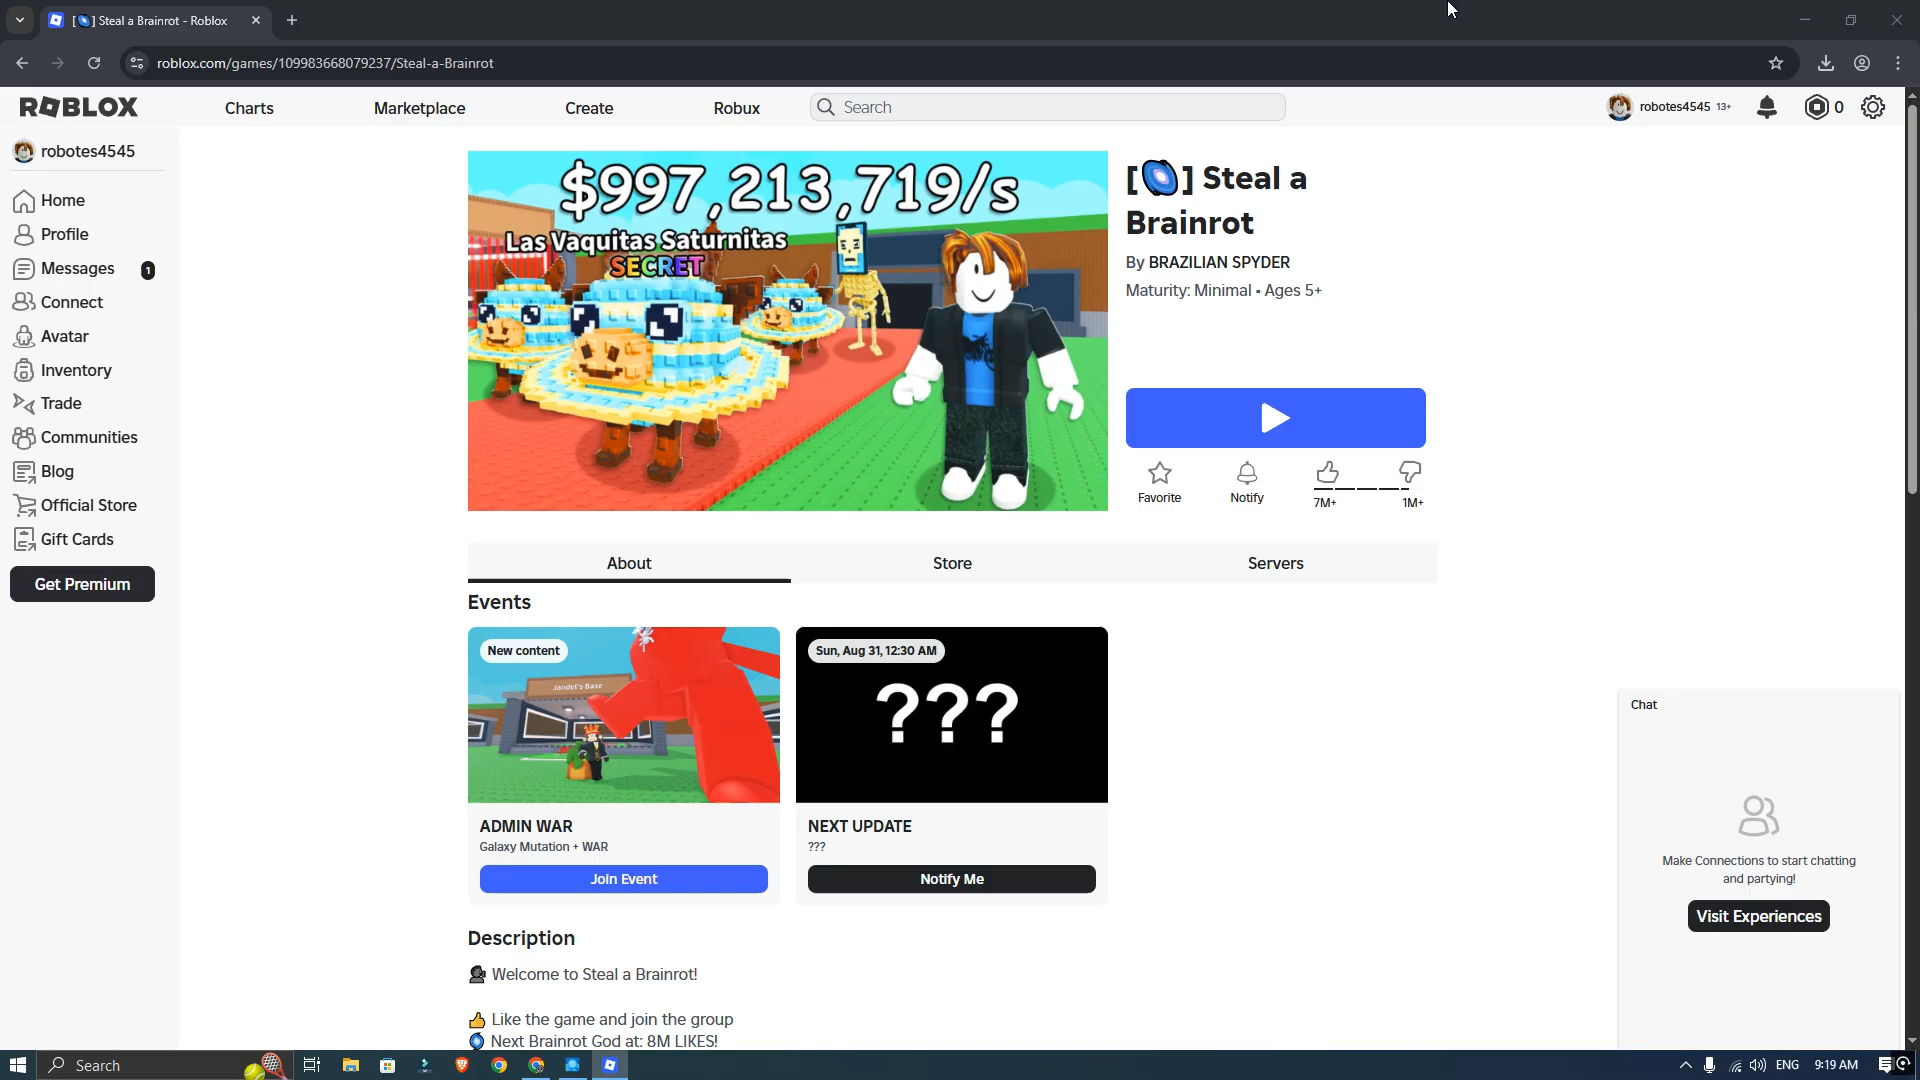 [🌀] Steal a Brainrot - Roblox
roblox.com/games/109983668079237/Steal-a-Brainrot
ROBLOX
Charts
Marketplace
Create
Robux
Search
robotes4545 13+
0
robotes4545
Home
Profile
Messages
1
Connect
Avatar
Inventory
Trade
Communities
Blog
Official Store
Gift Cards
Get Premium
$997,213,719/s
Las Vaquitas Saturnitas
SECRET
[🌀] Steal a
Brainrot
By BRAZILIAN SPYDER
Maturity: Minimal • Ages 5+
Favorite
Notify
7M+
1M+
About
Store
Servers
Events
New content
Jandel's Base
ADMIN WAR
Galaxy Mutation + WAR
Join Event
Sun, Aug 31, 12:30 AM
???
NEXT UPDATE
???
Notify Me
Description
🗣️ Welcome to Steal a Brainrot!
👍 Like the game and join the group
🌀 Next Brainrot God at: 8M LIKES!
Chat
Make Connections to start chatting
and partying!
Visit Experiences
Search
ENG
9:19 AM